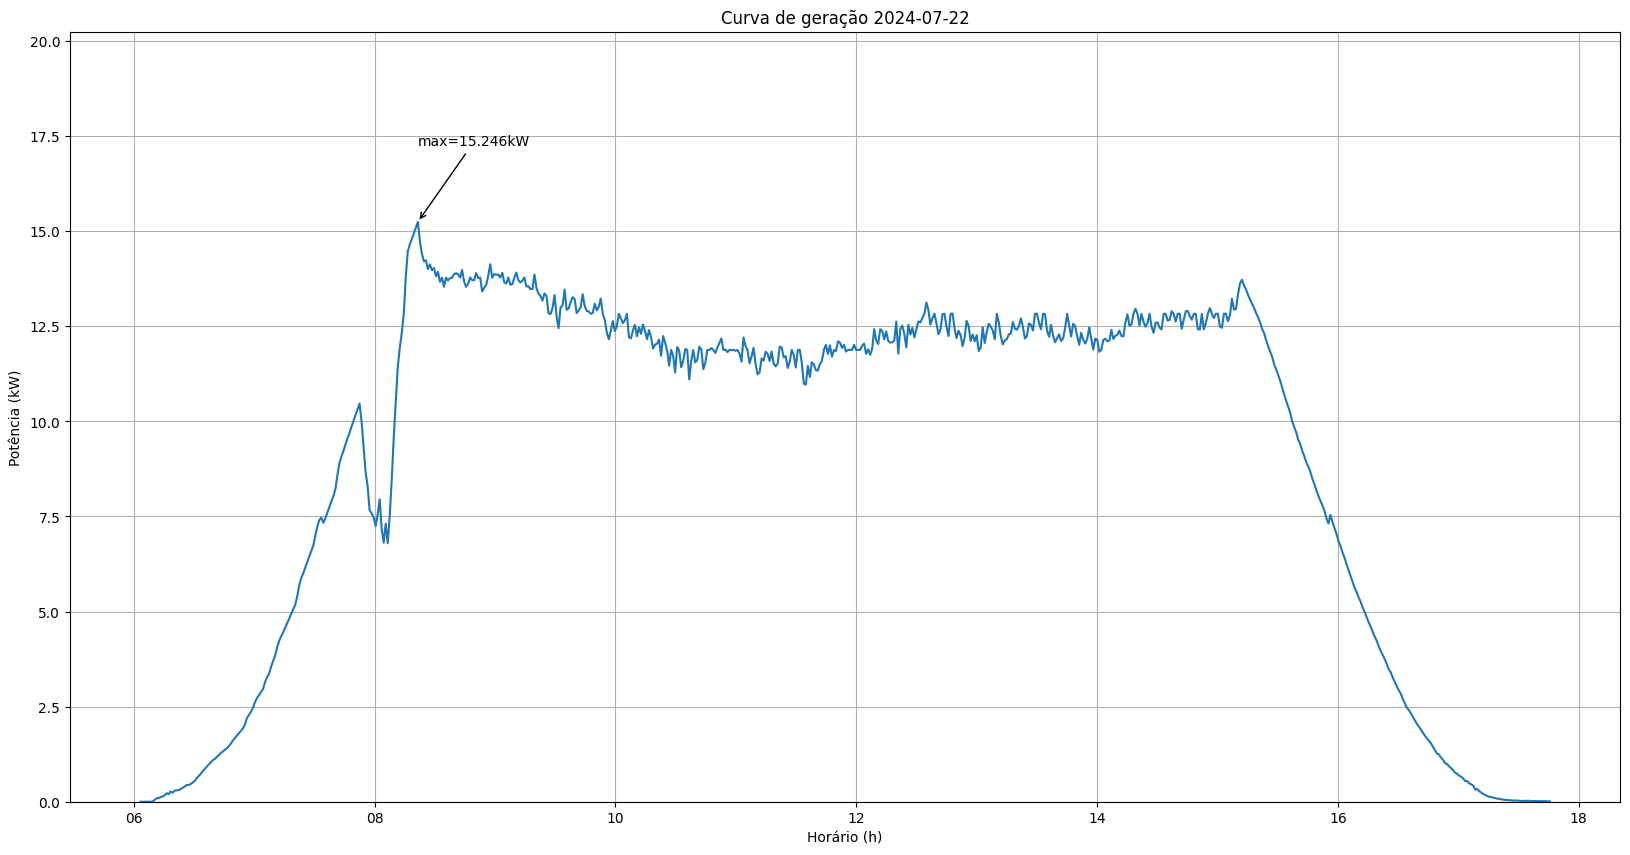 Curva de geração 2024-07-22
20.0
17.5
max=15.246kW
15.0
12.5
10.0
7.5
5.0
2.5
0.0
Potência (kW)
06 08 10 12 14 16 18
Horário (h)